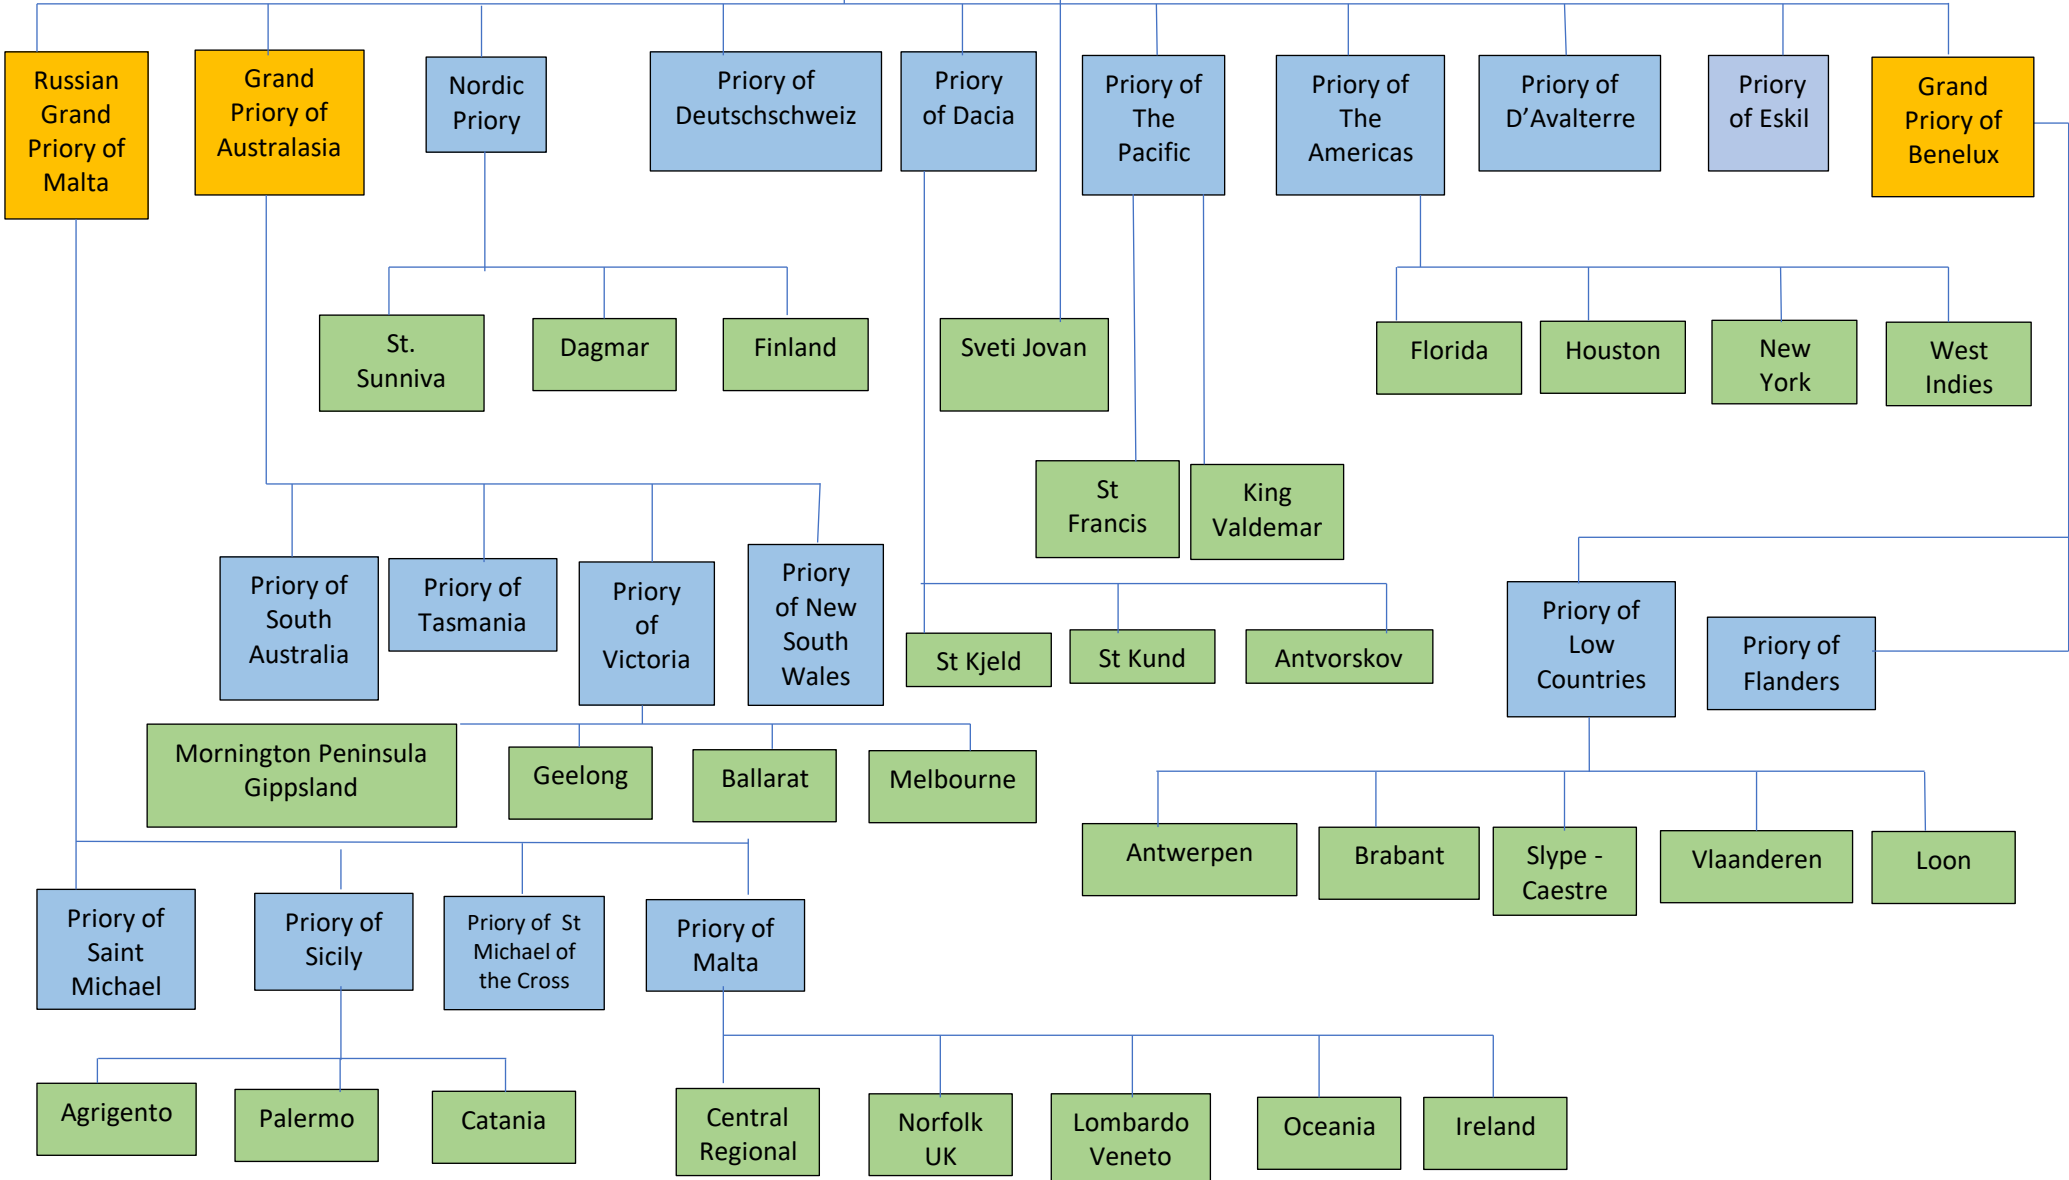 Russian
Grand
Priory of
Malta
Grand
Priory of
Australasia
Nordic
Priory
Priory of
Deutschschweiz
Priory
of Dacia
Priory of
The
Pacific
Priory of
The
Americas
Priory of
D’Avalterre
Priory
of Eskil
Grand
Priory of
Benelux
St.
Sunniva
Dagmar
Finland
Sveti Jovan
Florida
Houston
New
York
West
Indies
St
Francis
King
Valdemar
Priory of
South
Australia
Priory of
Tasmania
Priory
of
Victoria
Priory
of New
South
Wales
St Kjeld
St Kund
Antvorskov
Priory of
Low
Countries
Priory of
Flanders
Mornington Peninsula
Gippsland
Geelong
Ballarat
Melbourne
Antwerpen
Brabant
Slype -
Caestre
Vlaanderen
Loon
Priory of
Saint
Michael
Priory of
Sicily
Priory of  St
Michael of
the Cross
Priory of
Malta
Agrigento
Palermo
Catania
Central
Regional
Norfolk
UK
Lombardo
Veneto
Oceania
Ireland